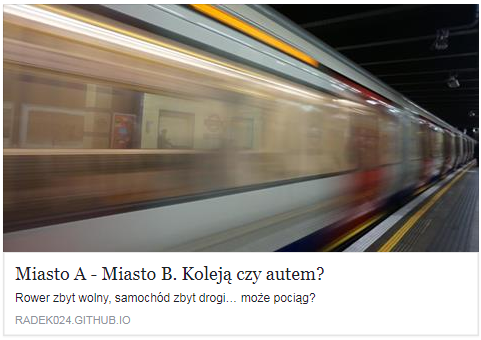 Miasto A - Miasto B. Koleją czy autem?
Rower zbyt wolny, samochód zbyt drogi… może pociąg?
RADEK024.GITHUB.IO